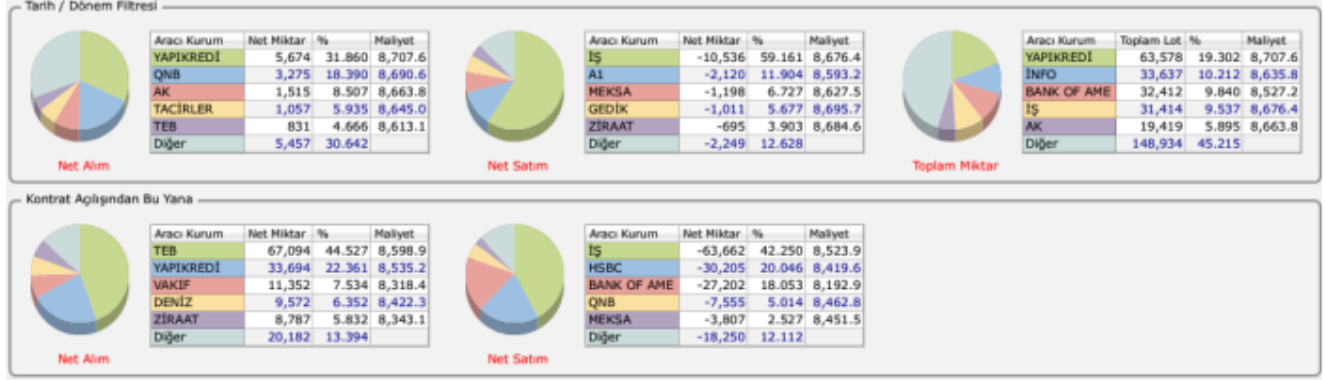 Tarih / Dönem Filtresi
Aracı Kurum Net Miktar % Maliyet
YAPIKREDİ 5,674 31.860 8,707.6
QNB 3,275 18.390 8,690.6
AK 1,515 8.507 8,663.8
TACİRLER 1,057 5.935 8,645.0
TEB 831 4.666 8,613.1
Diğer 5,457 30.642
Net Alım
Aracı Kurum Net Miktar % Maliyet
İŞ -10,536 59.161 8,676.4
A1 -2,120 11.904 8,593.2
MEKSA -1,198 6.727 8,627.5
GEDİK -1,011 5.677 8,695.7
ZİRAAT -695 3.903 8,684.6
Diğer -2,249 12.628
Net Satım
Aracı Kurum Toplam Lot % Maliyet
YAPIKREDİ 63,578 19.302 8,707.6
İNFO 33,637 10.212 8,635.8
BANK OF AME 32,412 9.840 8,527.2
İŞ 31,414 9.537 8,676.4
AK 19,419 5.895 8,663.8
Diğer 148,934 45.215
Toplam Miktar
Kontrat Açılışından Bu Yana
Aracı Kurum Net Miktar % Maliyet
TEB 67,094 44.527 8,598.9
YAPIKREDİ 33,694 22.361 8,535.2
VAKIF 11,352 7.534 8,318.4
DENİZ 9,572 6.352 8,422.3
ZİRAAT 8,787 5.832 8,343.1
Diğer 20,182 13.394
Net Alım
Aracı Kurum Net Miktar % Maliyet
İŞ -63,662 42.250 8,523.9
HSBC -30,205 20.046 8,419.6
BANK OF AME -27,202 18.053 8,192.9
QNB -7,555 5.014 8,462.8
MEKSA -3,807 2.527 8,451.5
Diğer -18,250 12.112
Net Satım